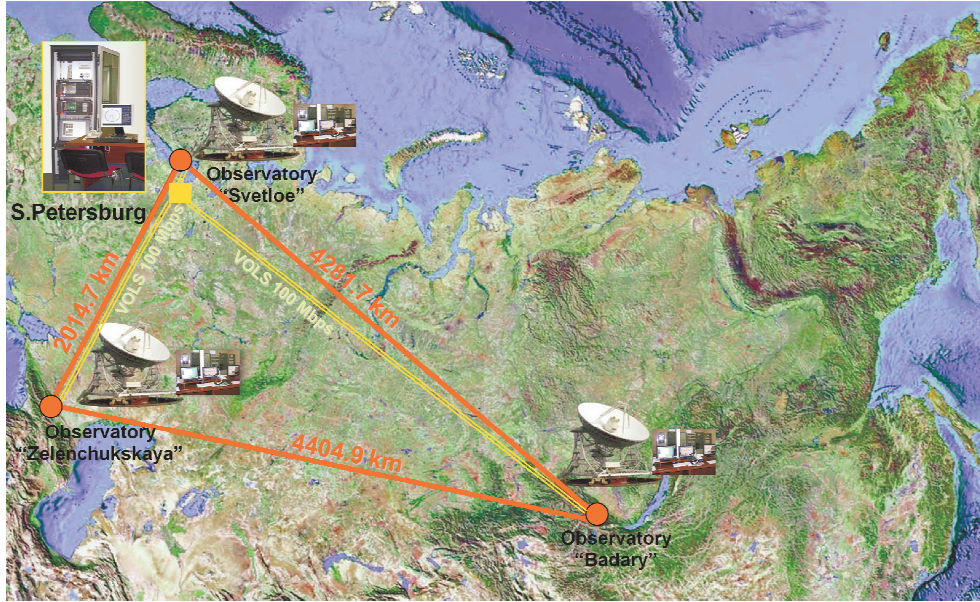 Observatory
"Svetloe"
S.Petersburg
VOLS 100 Mbps
2014.7 km
VOLS 100 Mbps
4281.7 km
Observatory
"Zelenchukskaya"
4404.9 km
Observatory
"Badary"